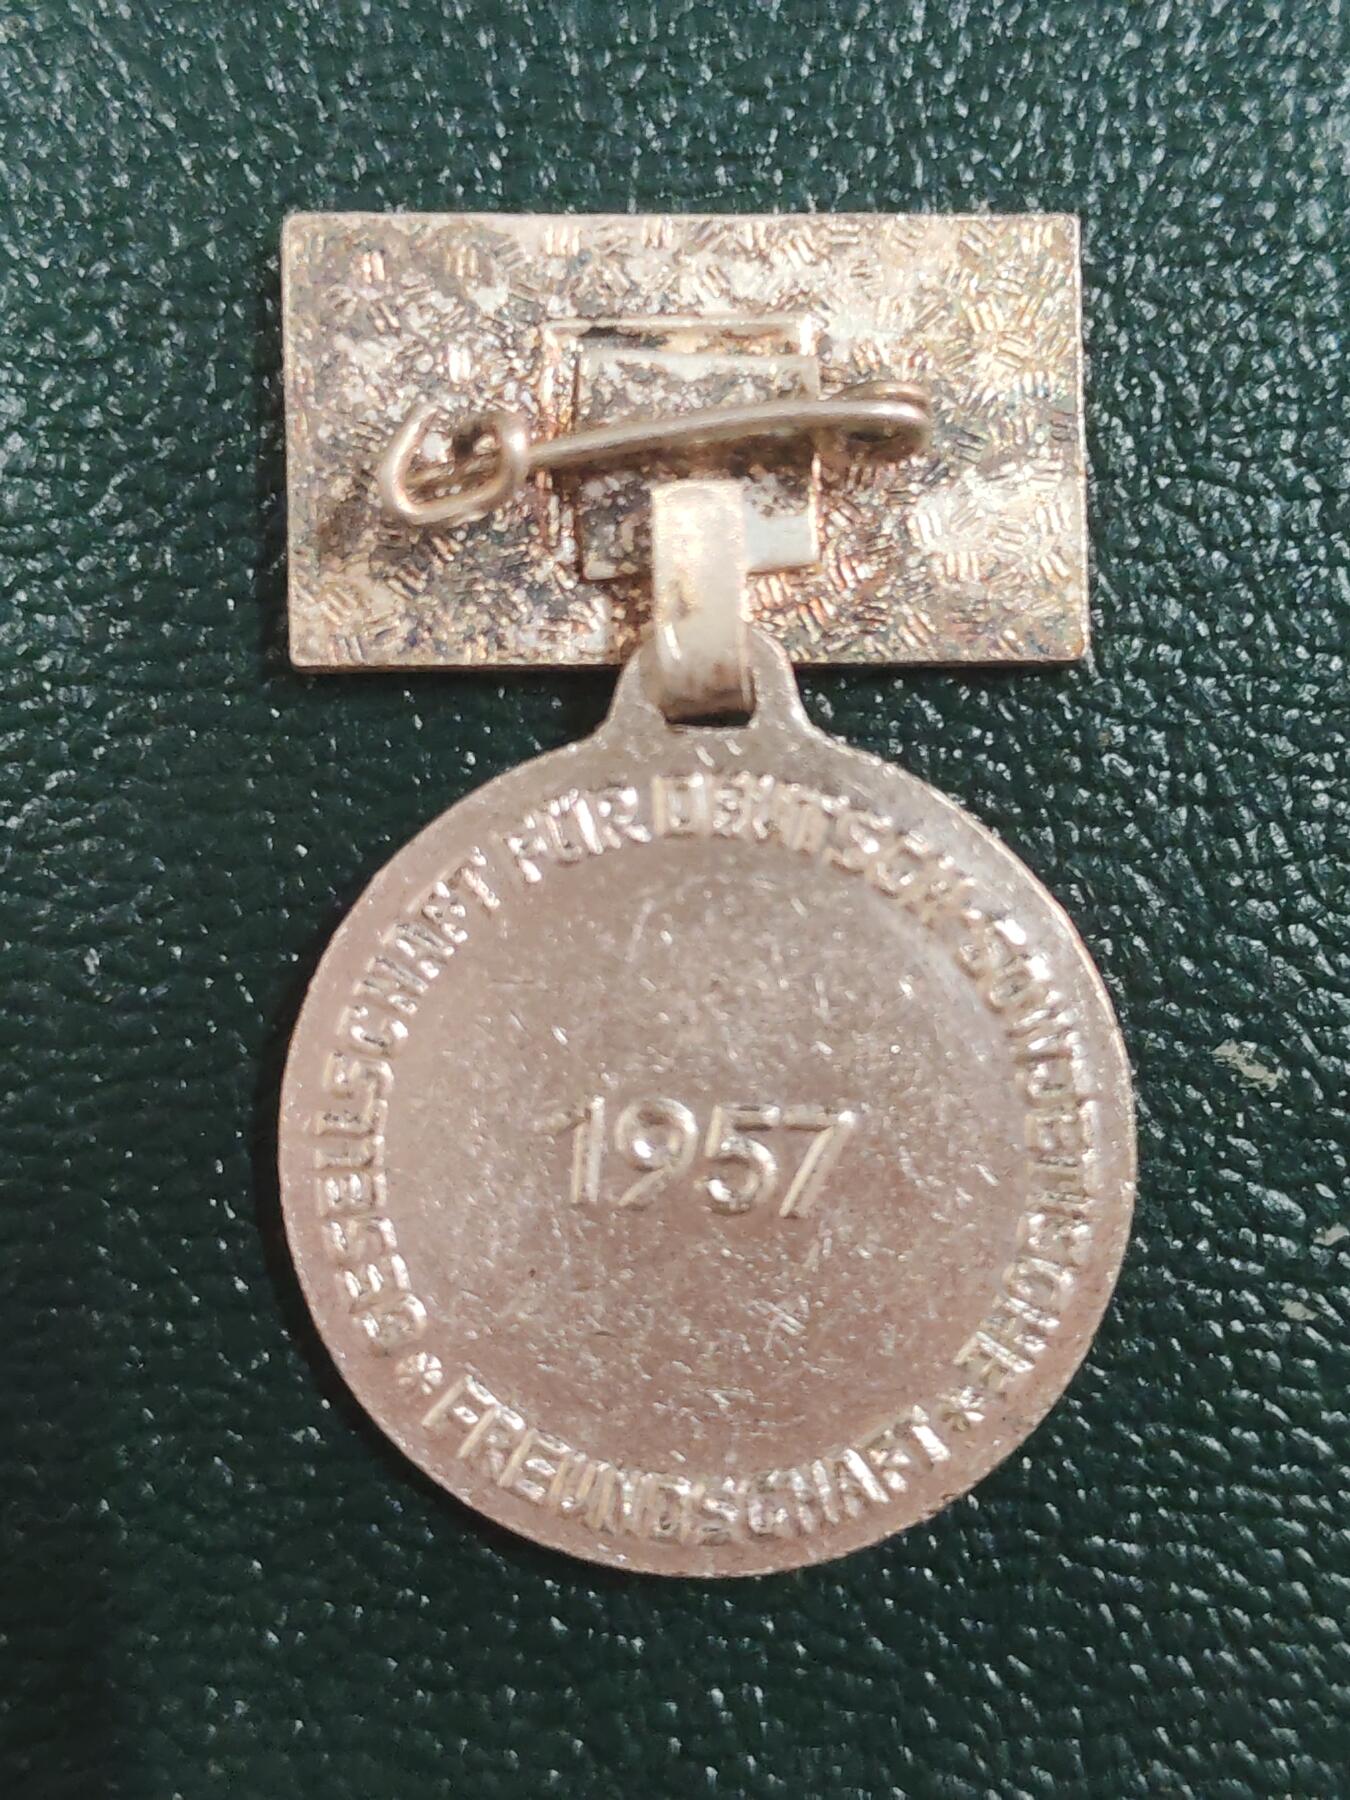 GESELLSCHAFT FÜR DEUTSCH-SOWJETISCHE
* FREUNDSCHAFT *
1957